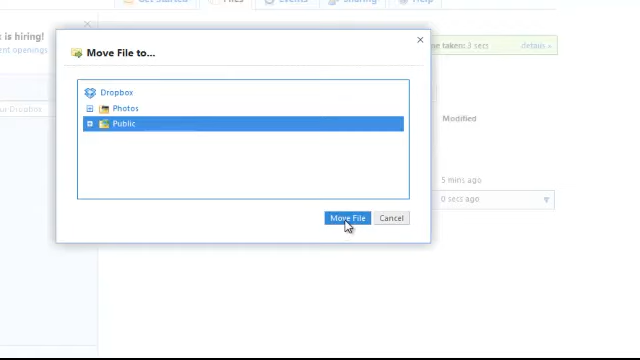 Get Started
Files
Events
Sharing
Help
is hiring!
ent openings
Move File to...
me taken: 3 secs
details »
Dropbox
Photos
Public
Modified
5 mins ago
0 secs ago
Move File
Cancel